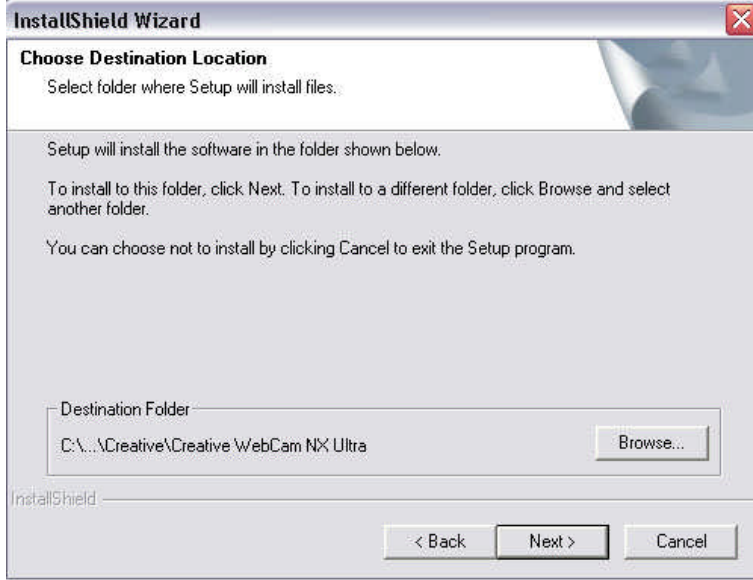 InstallShield Wizard
Choose Destination Location
Select folder where Setup will install files.
Setup will install the software in the folder shown below.
To install to this folder, click Next. To install to a different folder, click Browse and select
another folder.
You can choose not to install by clicking Cancel to exit the Setup program.
Destination Folder
C:\...\Creative\Creative WebCam NX Ultra
Browse...
InstallShield
< Back
Next >
Cancel